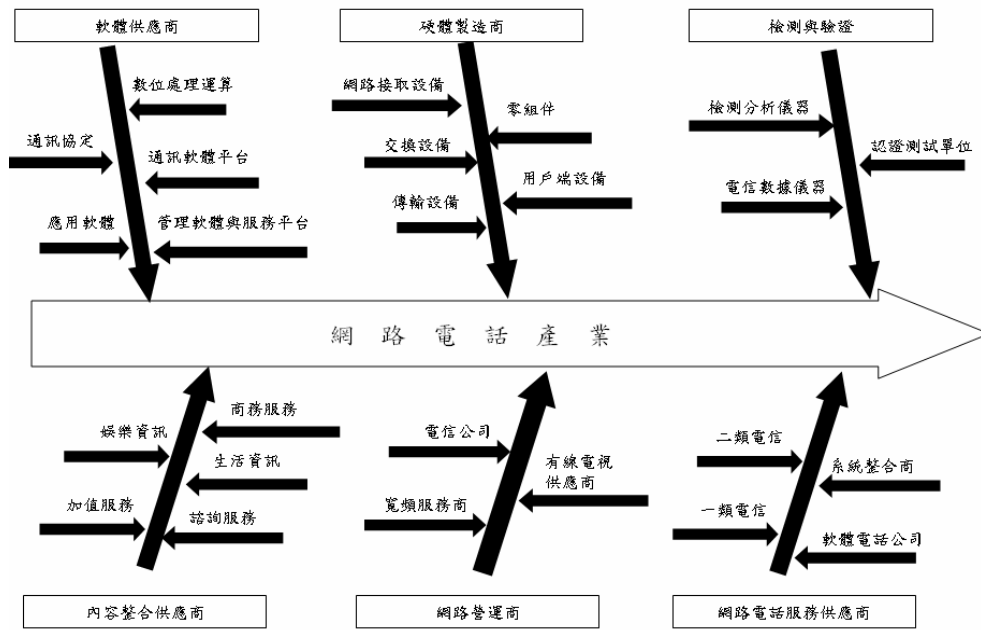 軟體供應商
硬體製造商
檢測與驗證
數位處理運算
通訊協定
通訊軟體平台
應用軟體
管理軟體與服務平台
網路接取設備
零組件
交換設備
用戶端設備
傳輸設備
檢測分析儀器
認證測試單位
電信數據儀器
網路電話產業
商務服務
娛樂資訊
生活資訊
加值服務
諮詢服務
電信公司
有線電視
供應商
寬頻服務商
二類電信
系統整合商
一類電信
軟體電話公司
內容整合供應商
網路營運商
網路電話服務供應商